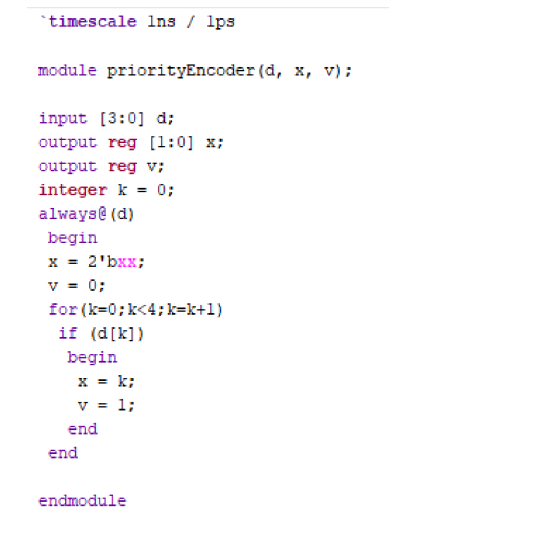 `timescale 1ns / 1ps
module priorityEncoder(d, x, v);
input [3:0] d;
output reg [1:0] x;
output reg v;
integer k = 0;
always@(d)
begin
x = 2'bxx;
v = 0;
for(k=0;k<4;k=k+1)
if (d[k])
begin
x = k;
v = 1;
end
end
endmodule